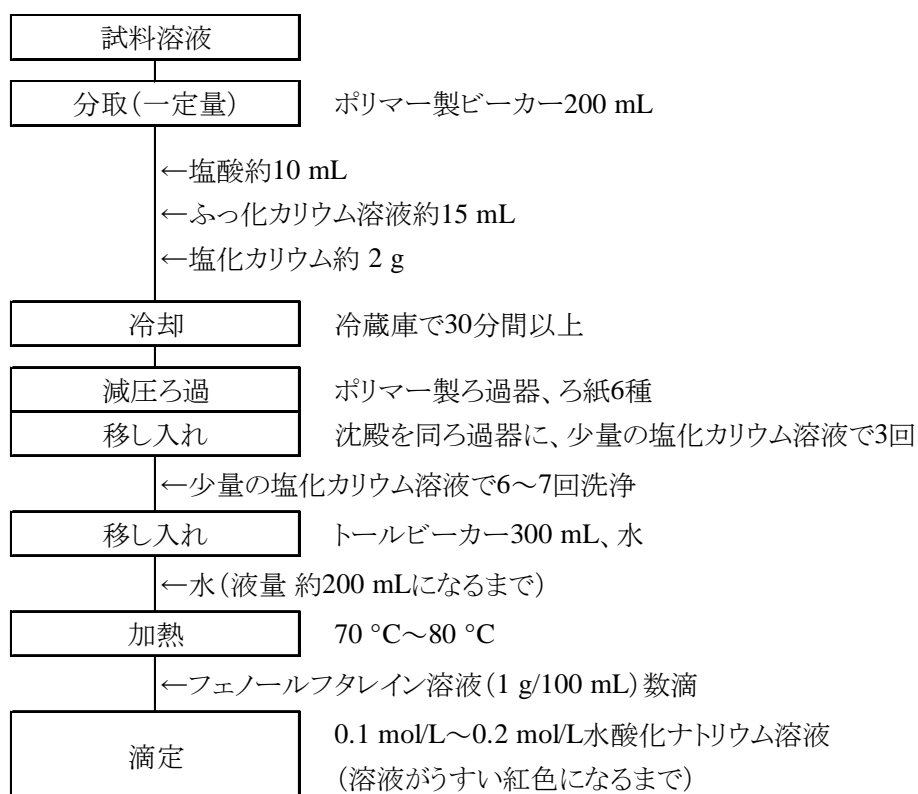 試料溶液
分取（一定量） ポリマー製ビーカー200 mL
←塩酸約10 mL
←ふっ化カリウム溶液約15 mL
←塩化カリウム約 2 g
冷却 冷蔵庫で30分間以上
減圧ろ過 ポリマー製ろ過器、ろ紙6種
移し入れ 沈殿を同ろ過器に、少量の塩化カリウム溶液で3回
←少量の塩化カリウム溶液で6～7回洗浄
移し入れ トールビーカー300 mL、水
←水（液量 約200 mLになるまで）
加熱 70 °C～80 °C
←フェノールフタレイン溶液（1 g/100 mL）数滴
滴定 0.1 mol/L～0.2 mol/L水酸化ナトリウム溶液
（溶液がうすい紅色になるまで）